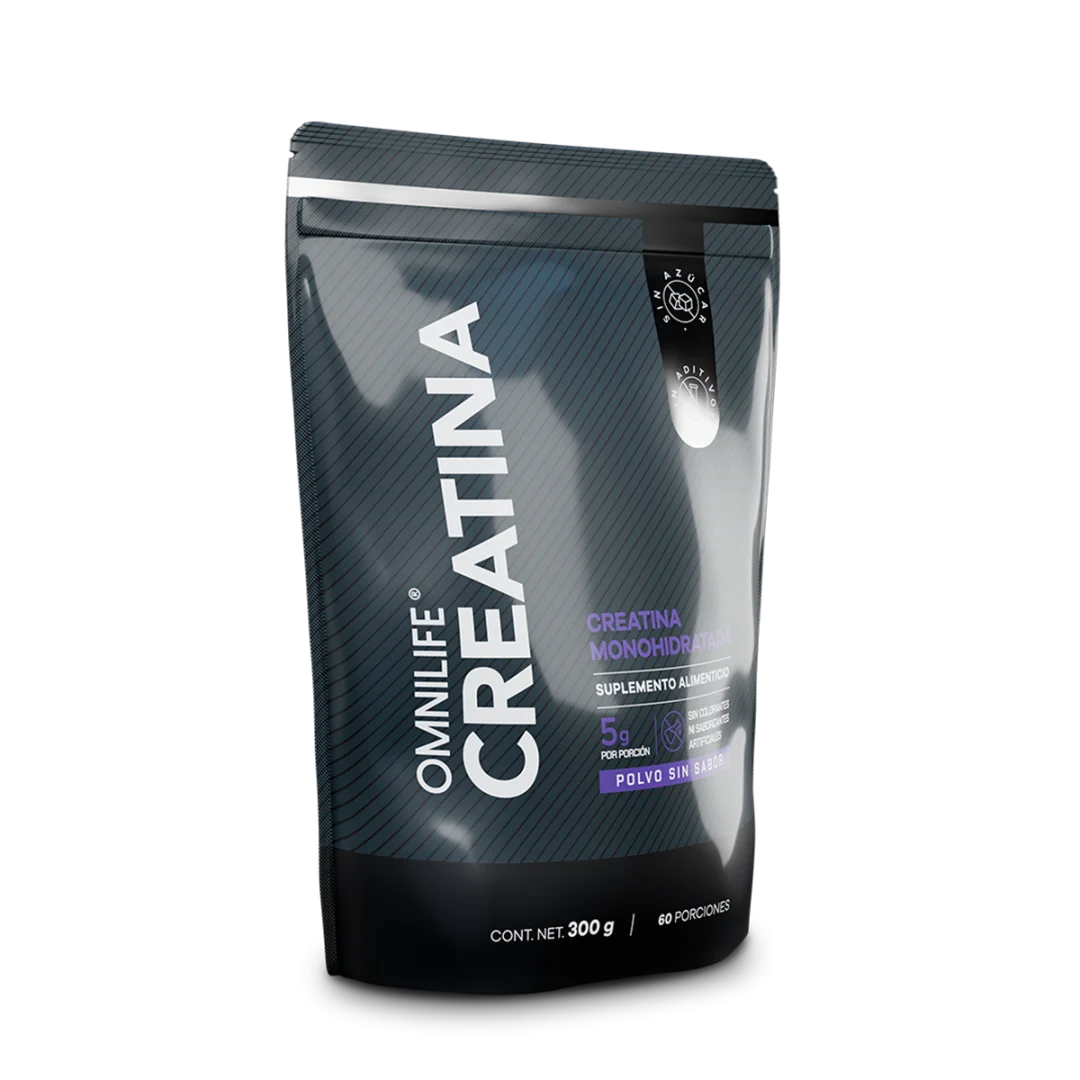 SIN AZÚCAR
SIN ADITIVO
OMNILIFE®
CREATINA
CREATINA
MONOHIDRATADA
SUPLEMENTO ALIMENTICIO
5g
POR PORCIÓN
SIN COLORANTES
NI SABORIZANTES
ARTIFICIALES
POLVO SIN SABOR
CONT. NET. 300 g | 60 PORCIONES